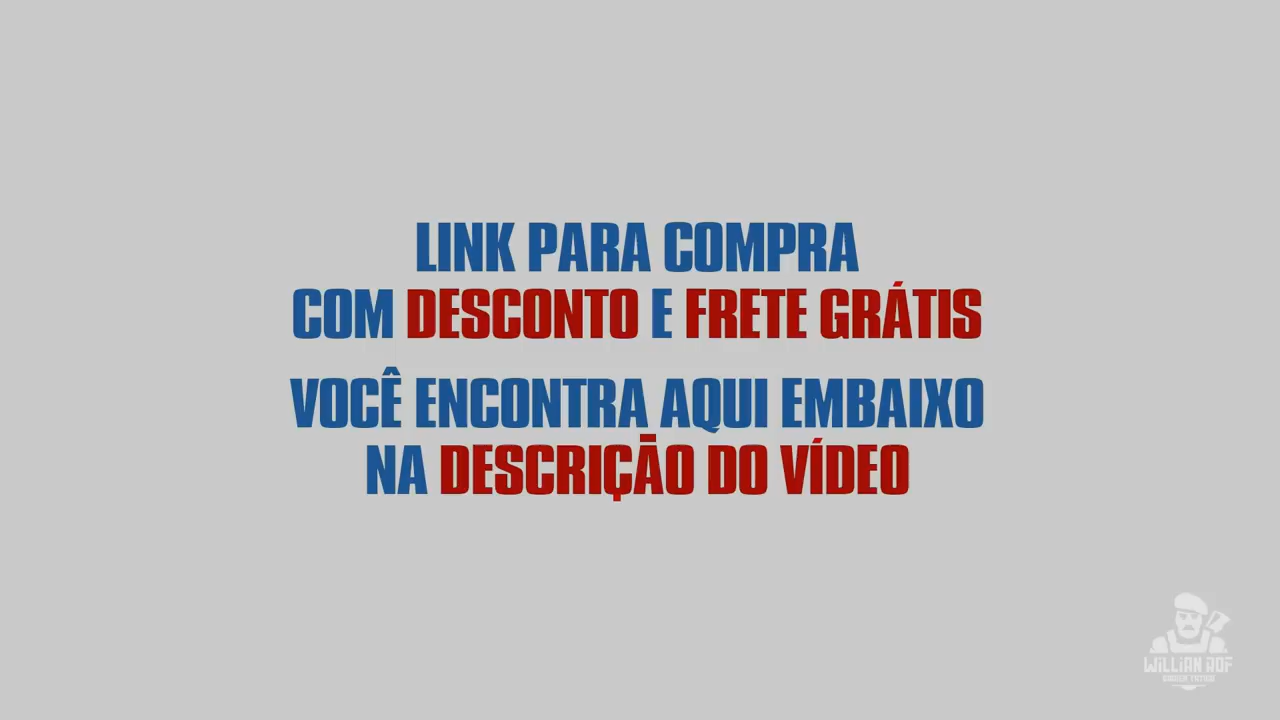 LINK PARA COMPRA
COM DESCONTO E FRETE GRÁTIS
VOCÊ ENCONTRA AQUI EMBAIXO
NA DESCRIÇÃO DO VÍDEO
WILLIAN ROF